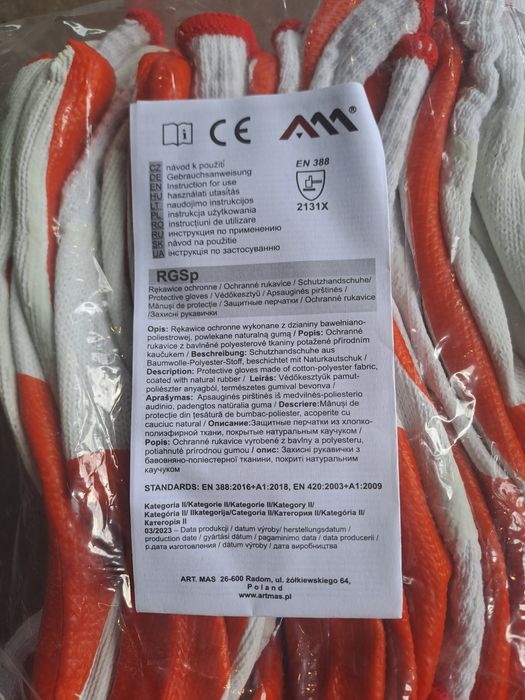 CE AM®
CZ návod k použití
DE Gebrauchsanweisung
EN Instruction for use
HU használati utasítás
LT naudojimo instrukcijos
PL instrukcja użytkowania
RO instrucțiuni de utilizare
RU инструкция по применению
SK návod na použitie
UA інструкція по застосуванню
EN 388
2131X
RGSp
Rękawice ochronne / Ochranné rukavice / Schutzhandschuhe/
Protective gloves / Védőkesztyű / Apsauginės pirštinės /
Mănuși de protecție / Защитные перчатки / Ochranné rukavice
/Захисні рукавички
Opis: Rękawice ochronne wykonane z dzianiny bawełniano-
poliestrowej, powlekane naturalną gumą / Popis: Ochranné
rukavice z bavlněné polyesterové tkaniny potažené přírodním
kaučukem / Beschreibung: Schutzhandschuhe aus
Baumwolle-Polyester-Stoff, beschichtet mit Naturkautschuk /
Description: Protective gloves made of cotton-polyester fabric,
coated with natural rubber / Leirás: Védőkesztyűk pamut-
poliészter anyagból, természetes gumival bevonva /
Aprašymas: Apsauginės pirštinės iš medvilnės-poliesterio
audinio, padengtos natūralia guma / Descriere:Mănuși de
protecție din țesătură de bumbac-poliester, acoperite cu
cauciuc natural / Описание:Защитные перчатки из хлопко-
полиэфирной ткани, покрытые натуральным каучуком /
Popis: Ochranné rukavice vyrobené z bavlny a polyesteru,
potiahnuté prírodnou gumou / опис: Захисні рукавички з
бавовняно-поліестерної тканини, покриті натуральним
каучуком
STANDARDS: EN 388:2016+A1:2018, EN 420:2003+A1:2009
Kategoria II/Kategorie II/Kategorie II/Category II/
Kategória II/ IIkategorija/Categoria II/Категория II/Kategória II/
Категорія II
03/2023 – Data produkcji / datum výroby/ herstellungsdatum /
production date / gyártási dátum / pagaminimo data / data producerii /
р.дата изготовления / dátum výroby / дата виробництва
ART. MAS 26-600 Radom, ul. żółkiewskiego 64,
Poland
www.artmas.pl